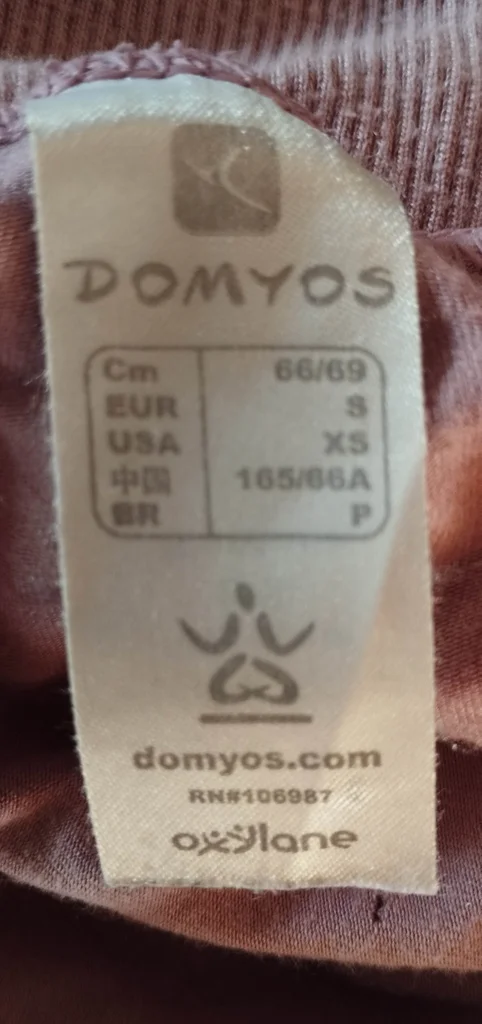 DOMYOS
Cm 66/69
EUR S
USA XS
中国 165/66A
BR P
domyos.com
RN#106987
oxylane